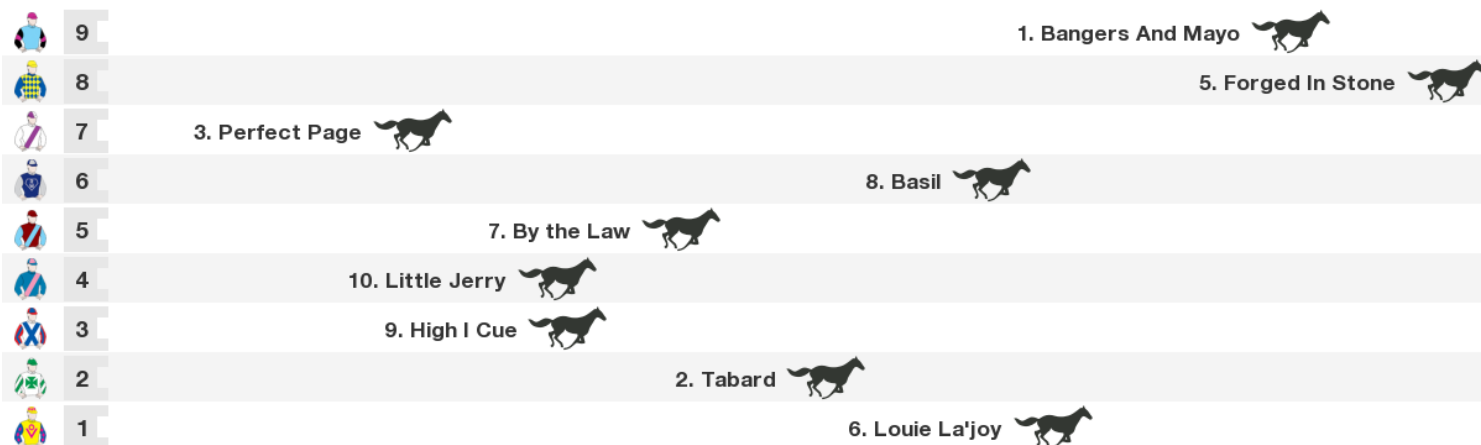 9 1. Bangers And Mayo
8 5. Forged In Stone
7 3. Perfect Page
6 8. Basil
5 7. By the Law
4 10. Little Jerry
3 9. High I Cue
2 2. Tabard
1 6. Louie La'joy